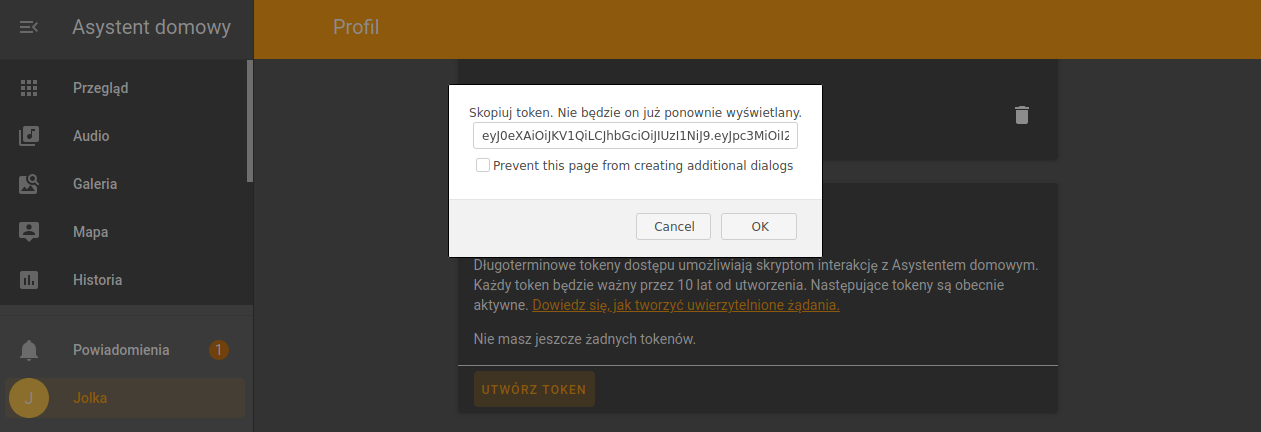 Asystent domowy
Profil
Przegląd
Audio
Galeria
Mapa
Historia
Powiadomienia
1
J
Jolka
Skopiuj token. Nie będzie on już ponownie wyświetlany.
eyJ0eXAiOiJKV1QiLCJhbGciOiJIUzI1NiJ9.eyJpc3MiOiI2
Prevent this page from creating additional dialogs
Cancel
OK
Długoterminowe tokeny dostępu umożliwiają skryptom interakcję z Asystentem domowym.
Każdy token będzie ważny przez 10 lat od utworzenia. Następujące tokeny są obecnie
aktywne. Dowiedz się, jak tworzyć uwierzytelnione żądania.
Nie masz jeszcze żadnych tokenów.
UTWÓRZ TOKEN